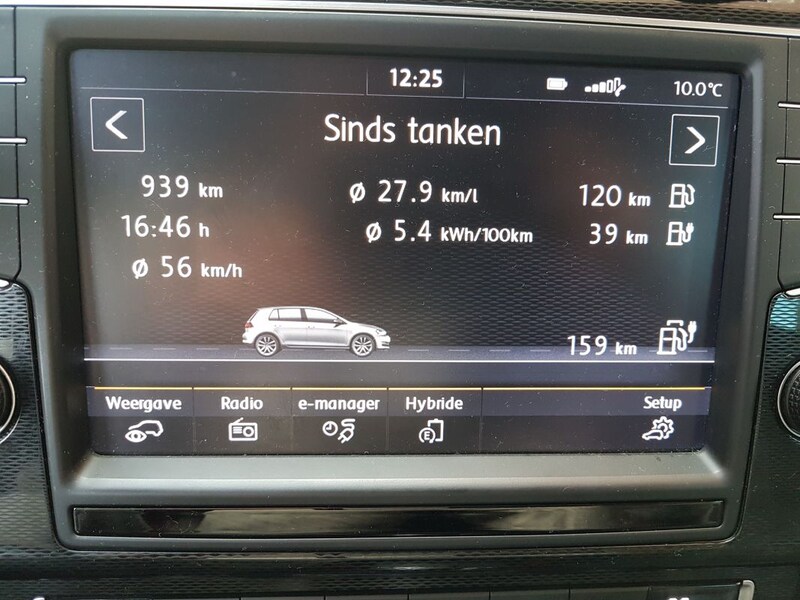 12:25 10.0°C
Sinds tanken
939 km ø 27.9 km/l 120 km
16:46 h ø 5.4 kWh/100km 39 km
ø 56 km/h
159 km
Weergave Radio e-manager Hybride Setup
E